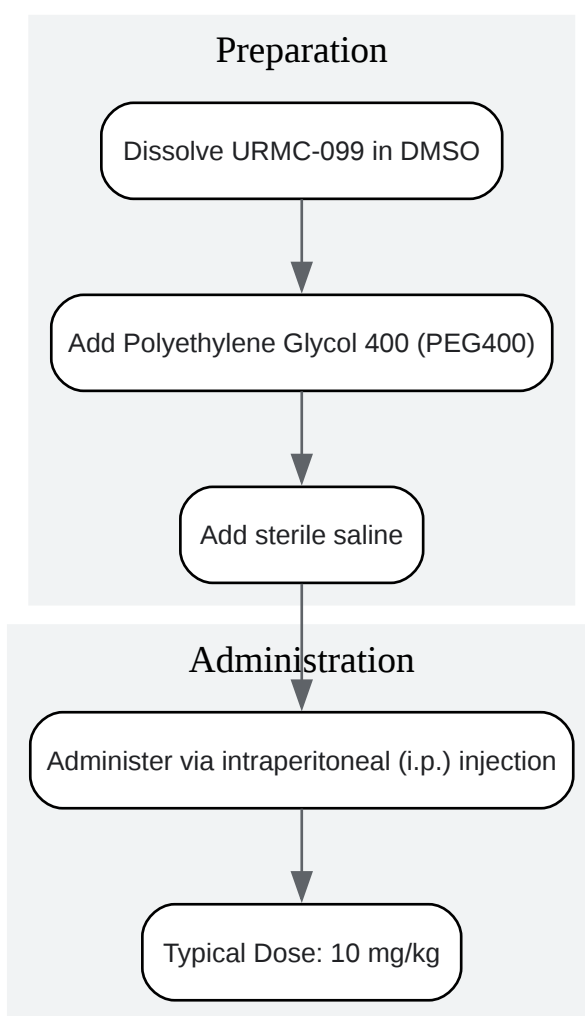 Preparation
Dissolve URMC-099 in DMSO
Add Polyethylene Glycol 400 (PEG400)
Add sterile saline
Administration
Administer via intraperitoneal (i.p.) injection
Typical Dose: 10 mg/kg